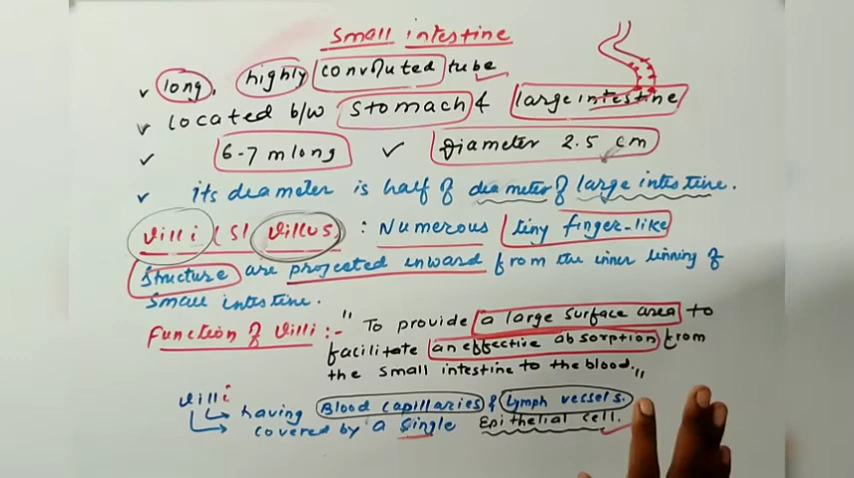 Small intestine
✓ long, highly convoluted tube
✓ located b/w Stomach & large intestine
✓ 6-7 m long ✓ Diameter 2.5 cm
✓ its deameter is half of deameter of large intestine.
Villi (S) Villus : Numerous tiny finger-like
Structure are projected inward from the inner linning of
Small intestine.
Function of Villi :- "To provide a large surface area to
facilitate an effective absorption from
the small intestine to the blood."
Villi
having Blood capillaries & Lymph vessels.
covered by a Single Epithelial cell.